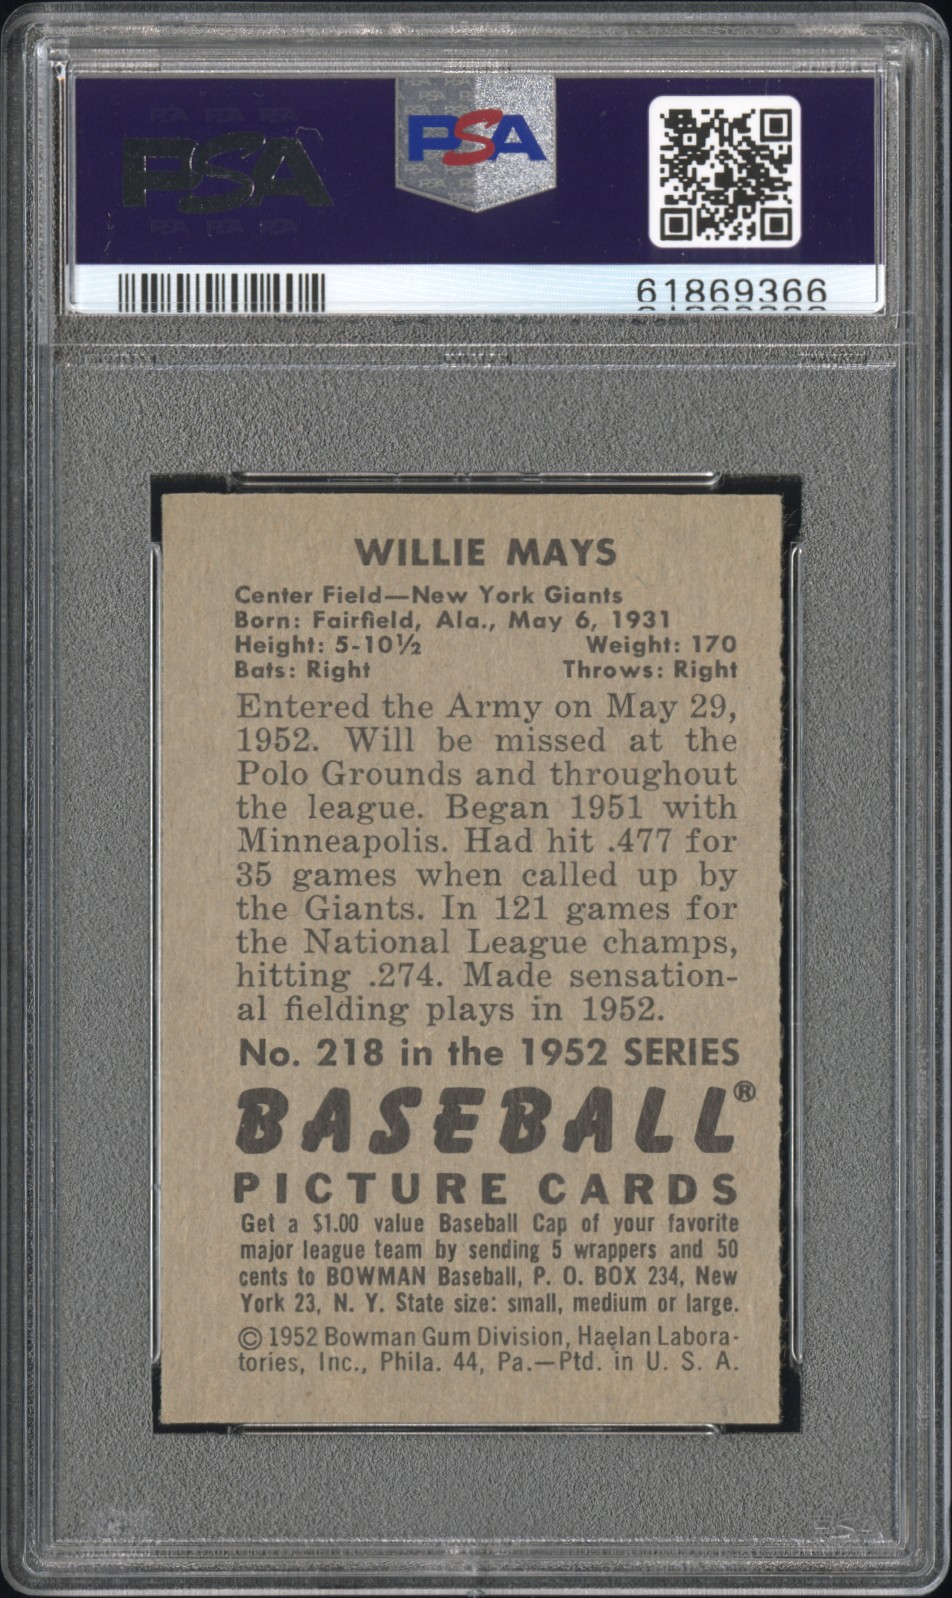 PSA
PSA
61869366
WILLIE MAYS
Center Field—New York Giants
Born: Fairfield, Ala., May 6, 1931
Height: 5-10½ Weight: 170
Bats: Right Throws: Right
Entered the Army on May 29,
1952. Will be missed at the
Polo Grounds and throughout
the league. Began 1951 with
Minneapolis. Had hit .477 for
35 games when called up by
the Giants. In 121 games for
the National League champs,
hitting .274. Made sensation-
al fielding plays in 1952.
No. 218 in the 1952 SERIES
BASEBALL®
PICTURE CARDS
Get a $1.00 value Baseball Cap of your favorite
major league team by sending 5 wrappers and 50
cents to BOWMAN Baseball, P. O. BOX 234, New
York 23, N. Y. State size: small, medium or large.
© 1952 Bowman Gum Division, Haelan Labora-
tories, Inc., Phila. 44, Pa.—Ptd. in U. S. A.